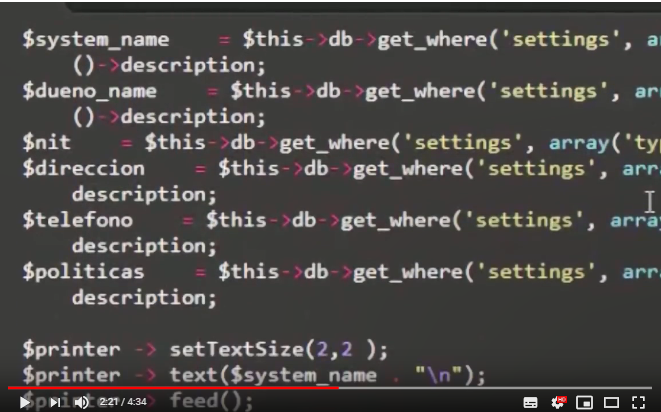 $system_name = $this->db->get_where('settings', a
()->description;
$dueno_name = $this->db->get_where('settings', ar
()->description;
$nit = $this->db->get_where('settings', array('typ
$direccion = $this->db->get_where('settings', arr
description;
$telefono = $this->db->get_where('settings', array
description;
$politicas = $this->db->get_where('settings', arr
description;
$printer -> setTextSize(2,2 );
$printer -> text($system_name . "\n");
$printer -> feed();
2:21 / 4:34
HD